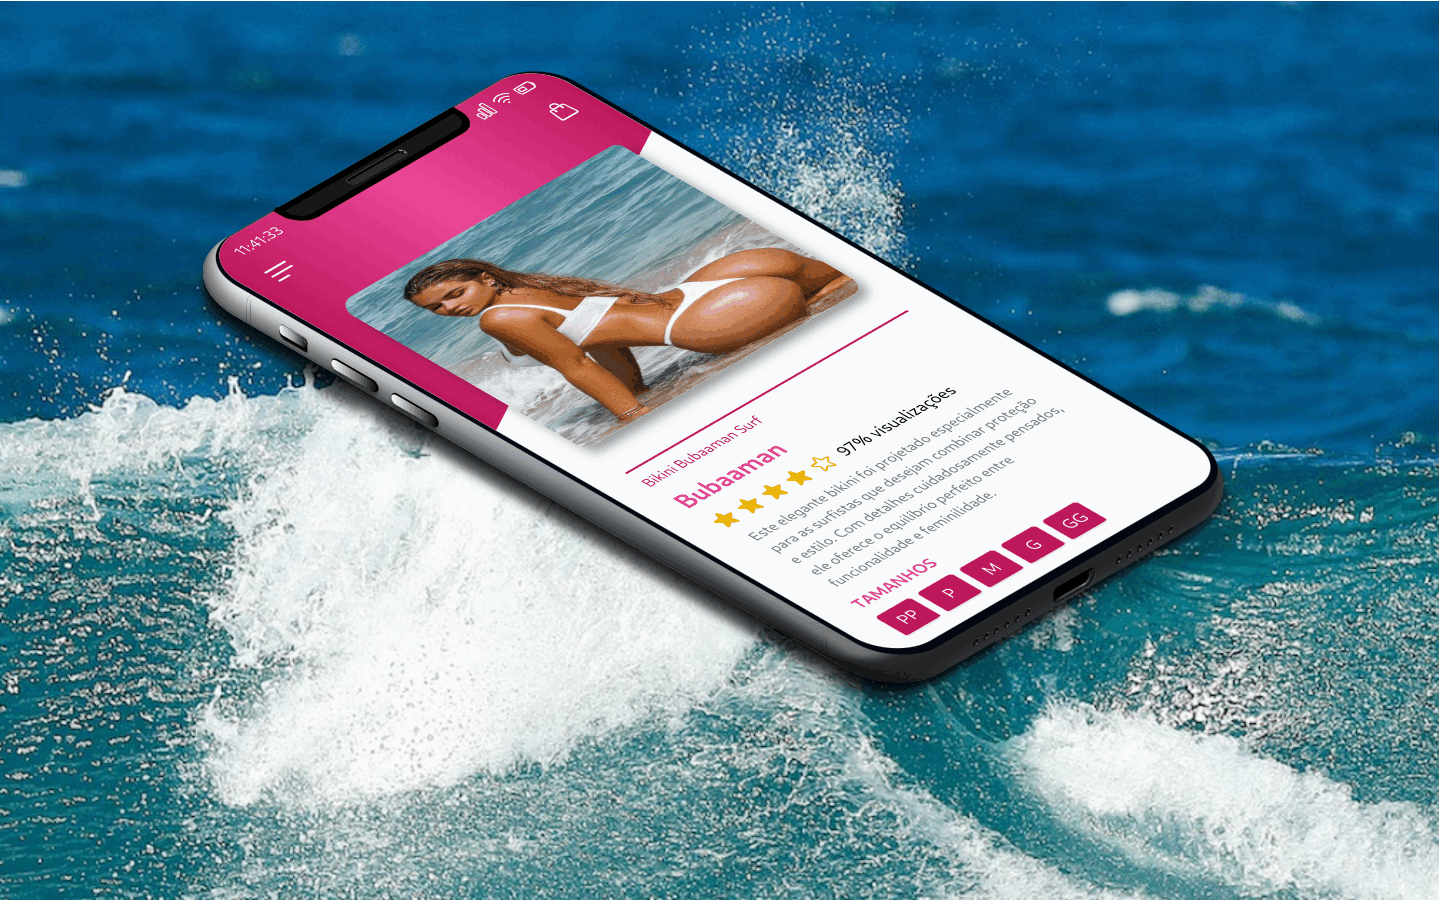 11:41:33
Bikini Bubaaman Surf
Bubaaman
97% visualizações
Este elegante bikini foi projetado especialmente
para as surfistas que desejam combinar proteção
e estilo. Com detalhes cuidadosamente pensados,
ele oferece o equilíbrio perfeito entre
funcionalidade e feminilidade.
TAMANHOS
PP P M G GG